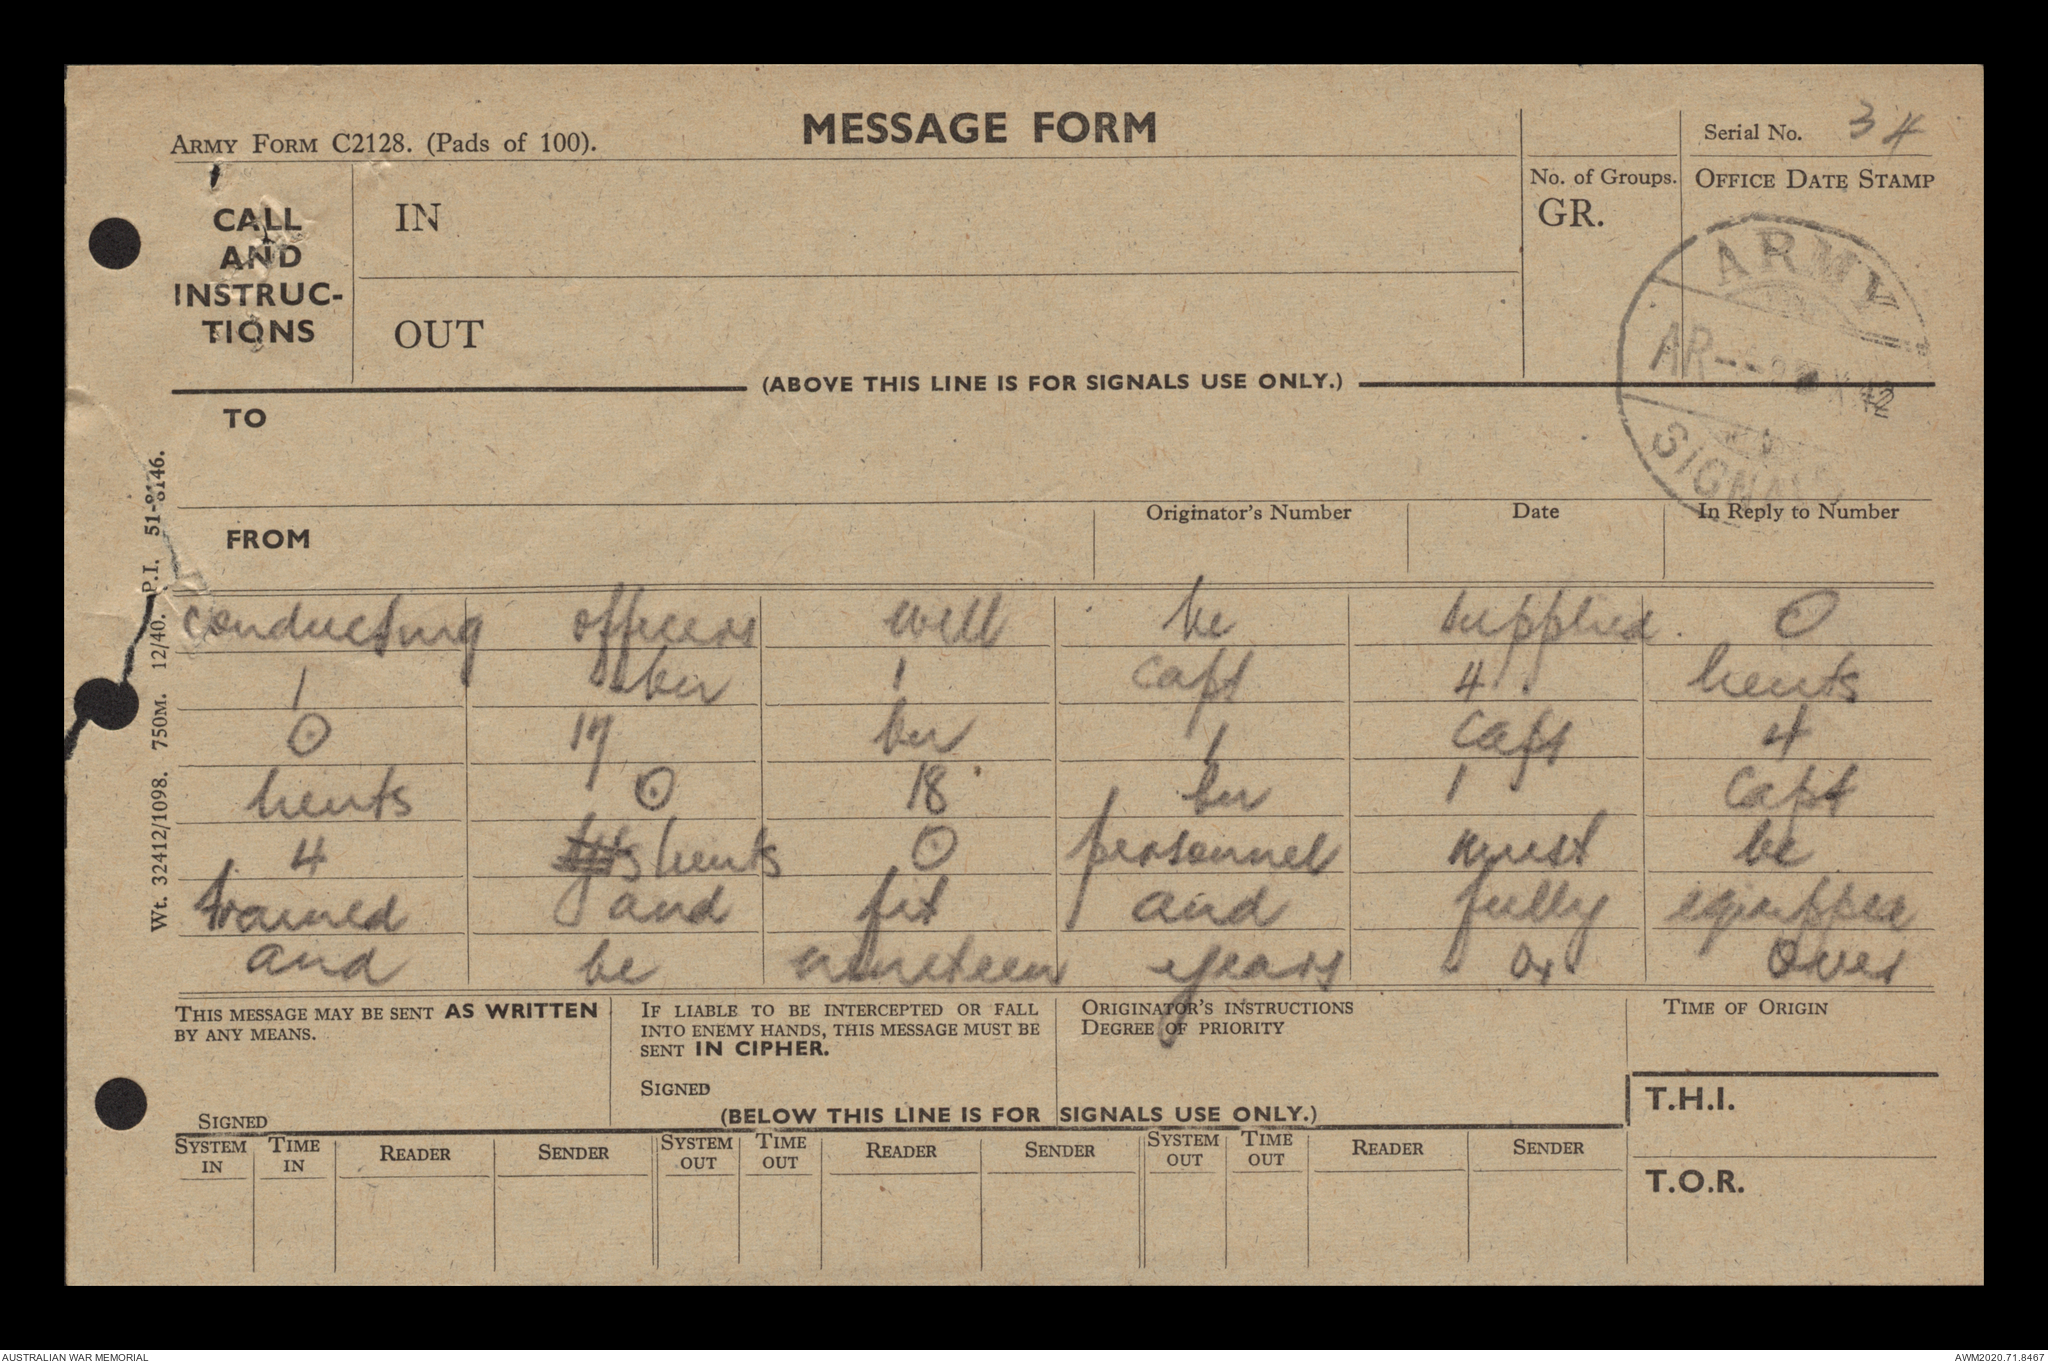 ARMY FORM C2128. (Pads of 100).
MESSAGE FORM
Serial No. 34
CALL AND INSTRUC-TIONS
IN
OUT
No. of Groups.
GR.
OFFICE DATE STAMP
ARMY
AR
42
SIGNALS
(ABOVE THIS LINE IS FOR SIGNALS USE ONLY.)
TO
FROM
Originator's Number
Date
In Reply to Number
Wt. 32412/1098. 750M. 12/40. P.I. 51-8146.
conducting officers will be supplied. O
1 ber 1 Capt 4 lieuts
O 17 ber 1 Capt 4
lieuts O 18 ber 1 Capt
4 lieuts O personnel must be
trained and fit and fully equipped
and be nineteen years or over
THIS MESSAGE MAY BE SENT AS WRITTEN
BY ANY MEANS.
SIGNED
IF LIABLE TO BE INTERCEPTED OR FALL
INTO ENEMY HANDS, THIS MESSAGE MUST BE
SENT IN CIPHER.
SIGNED
ORIGINATOR'S INSTRUCTIONS
DEGREE OF PRIORITY
TIME OF ORIGIN
(BELOW THIS LINE IS FOR SIGNALS USE ONLY.)
T.H.I.
SYSTEM IN TIME IN READER SENDER SYSTEM OUT TIME OUT READER SENDER SYSTEM OUT TIME OUT READER SENDER
T.O.R.
AUSTRALIAN WAR MEMORIAL
AWM2020.71.8467